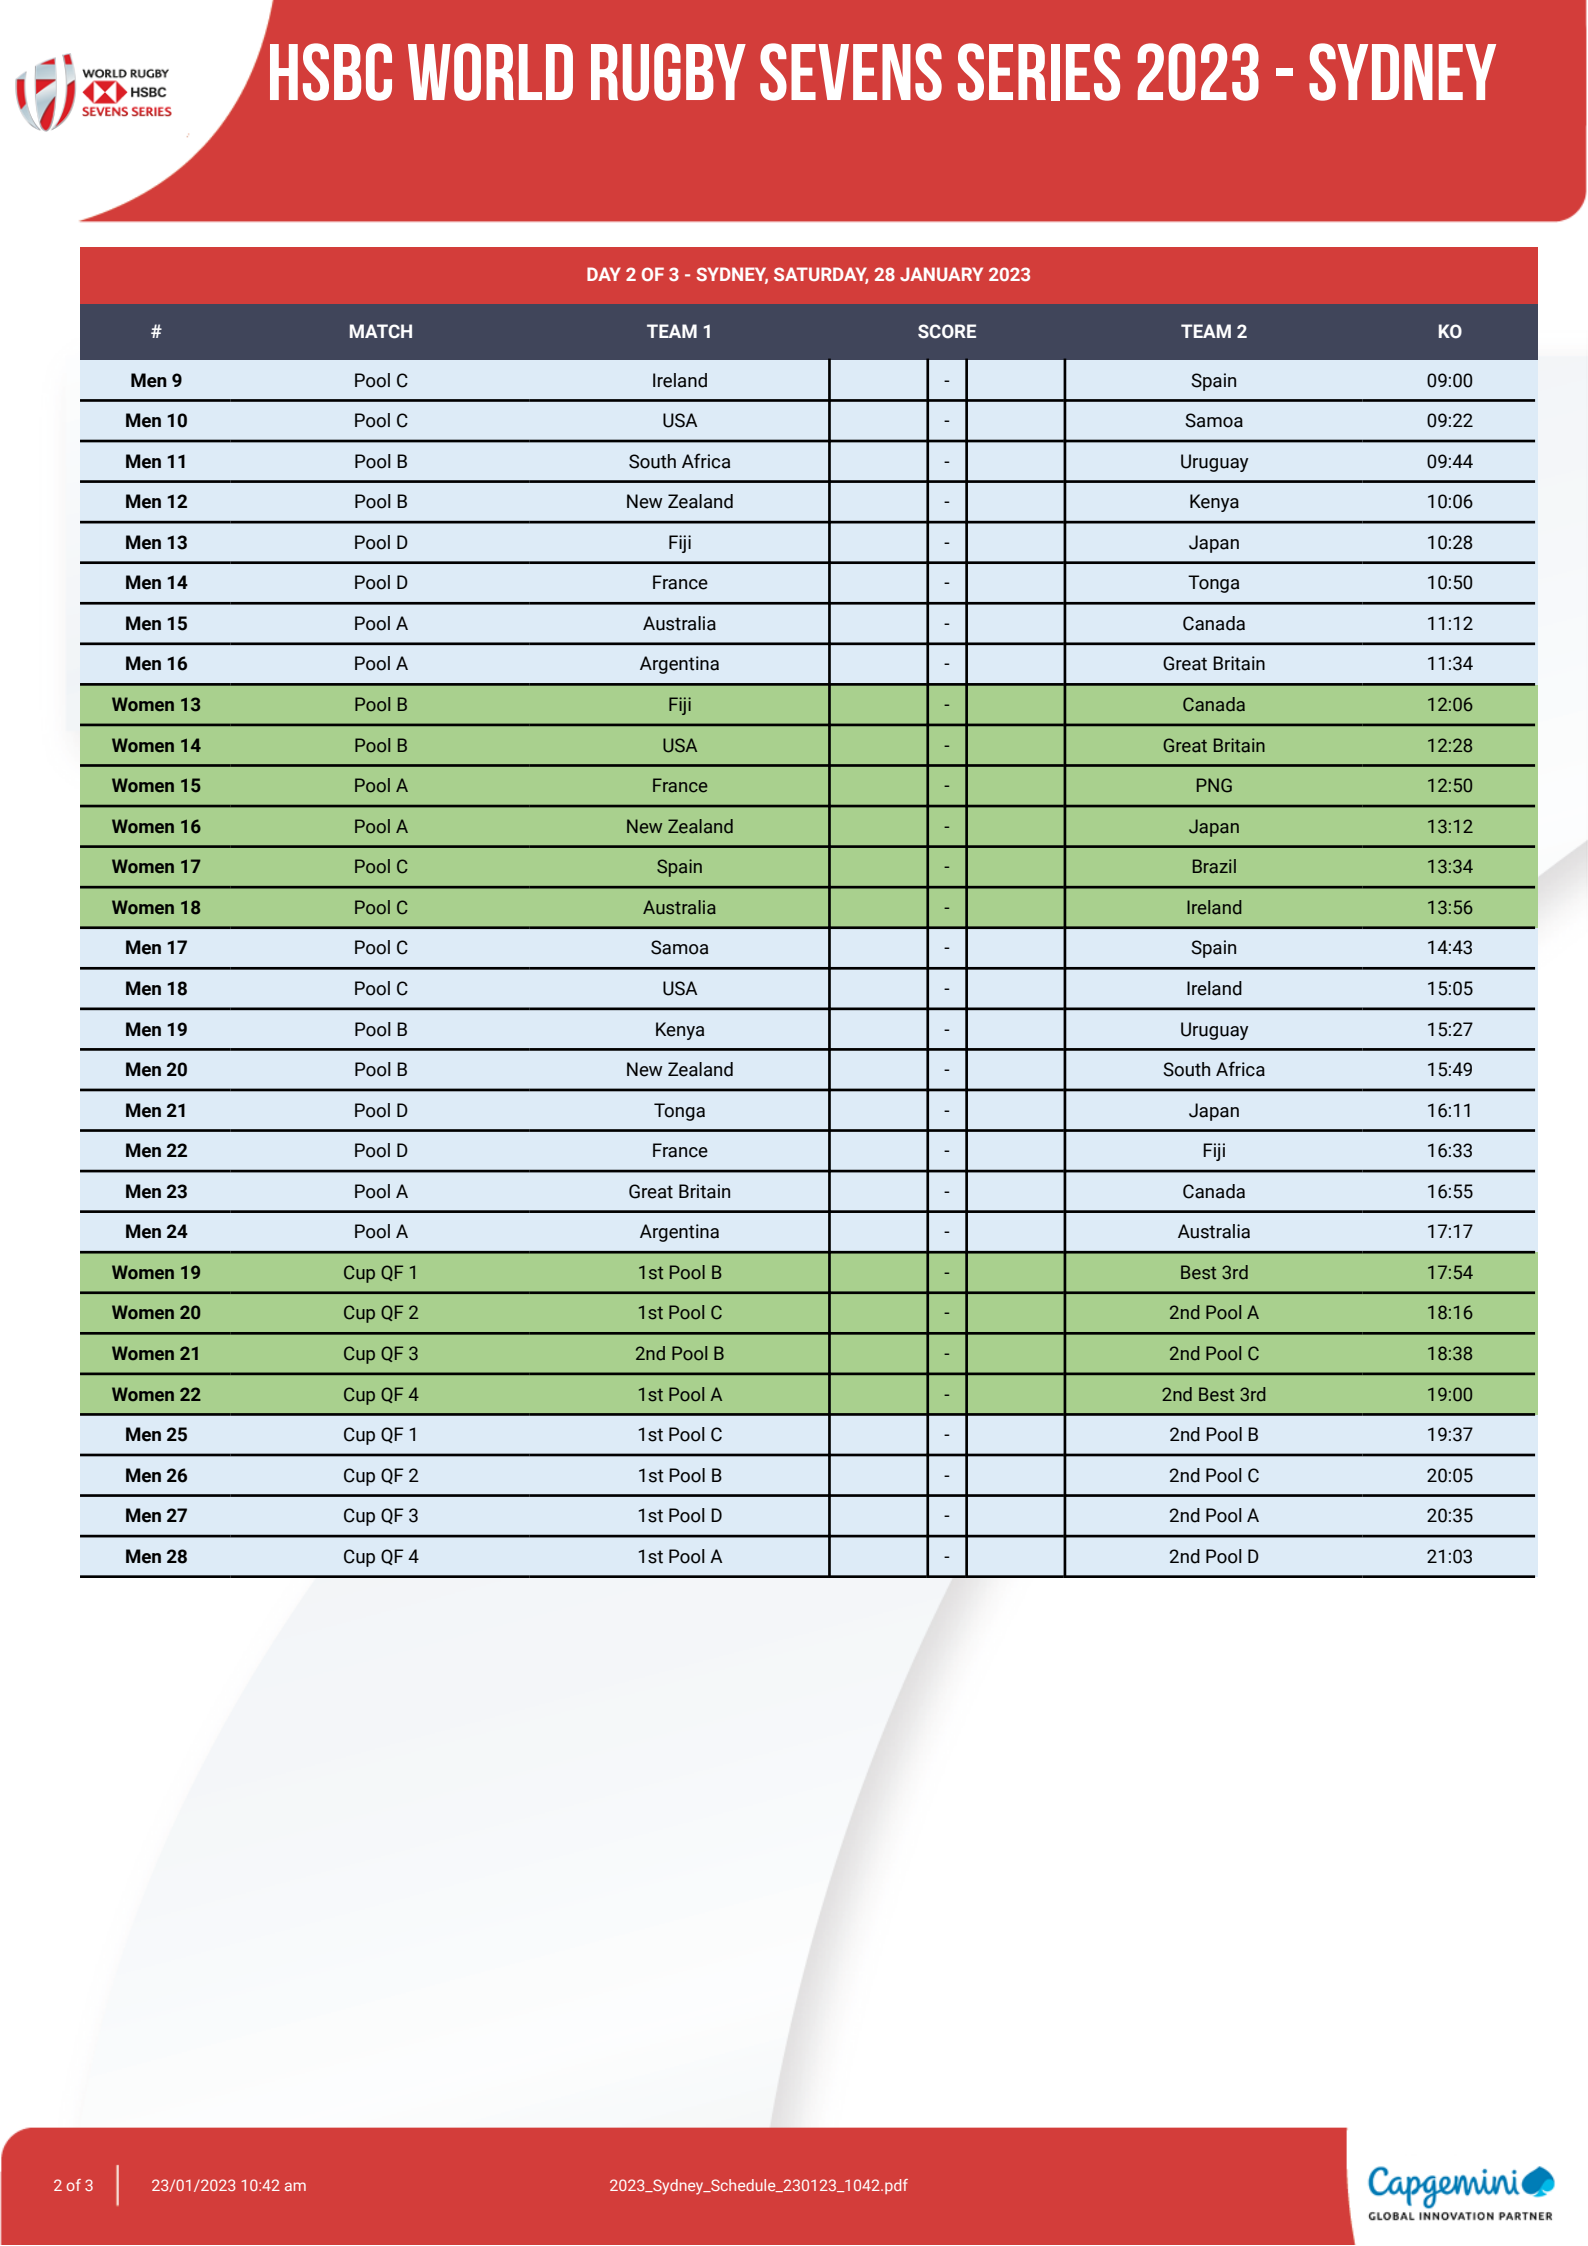 HSBC WORLD RUGBY SEVENS SERIES 2023 - SYDNEY
WORLD RUGBY
HSBC
SEVENS SERIES
DAY 2 OF 3 - SYDNEY, SATURDAY, 28 JANUARY 2023
# MATCH TEAM 1 SCORE TEAM 2 KO
Men 9 Pool C Ireland - Spain 09:00
Men 10 Pool C USA - Samoa 09:22
Men 11 Pool B South Africa - Uruguay 09:44
Men 12 Pool B New Zealand - Kenya 10:06
Men 13 Pool D Fiji - Japan 10:28
Men 14 Pool D France - Tonga 10:50
Men 15 Pool A Australia - Canada 11:12
Men 16 Pool A Argentina - Great Britain 11:34
Women 13 Pool B Fiji - Canada 12:06
Women 14 Pool B USA - Great Britain 12:28
Women 15 Pool A France - PNG 12:50
Women 16 Pool A New Zealand - Japan 13:12
Women 17 Pool C Spain - Brazil 13:34
Women 18 Pool C Australia - Ireland 13:56
Men 17 Pool C Samoa - Spain 14:43
Men 18 Pool C USA - Ireland 15:05
Men 19 Pool B Kenya - Uruguay 15:27
Men 20 Pool B New Zealand - South Africa 15:49
Men 21 Pool D Tonga - Japan 16:11
Men 22 Pool D France - Fiji 16:33
Men 23 Pool A Great Britain - Canada 16:55
Men 24 Pool A Argentina - Australia 17:17
Women 19 Cup QF 1 1st Pool B - Best 3rd 17:54
Women 20 Cup QF 2 1st Pool C - 2nd Pool A 18:16
Women 21 Cup QF 3 2nd Pool B - 2nd Pool C 18:38
Women 22 Cup QF 4 1st Pool A - 2nd Best 3rd 19:00
Men 25 Cup QF 1 1st Pool C - 2nd Pool B 19:37
Men 26 Cup QF 2 1st Pool B - 2nd Pool C 20:05
Men 27 Cup QF 3 1st Pool D - 2nd Pool A 20:35
Men 28 Cup QF 4 1st Pool A - 2nd Pool D 21:03
2 of 3 23/01/2023 10:42 am 2023_Sydney_Schedule_230123_1042.pdf
Capgemini
GLOBAL INNOVATION PARTNER